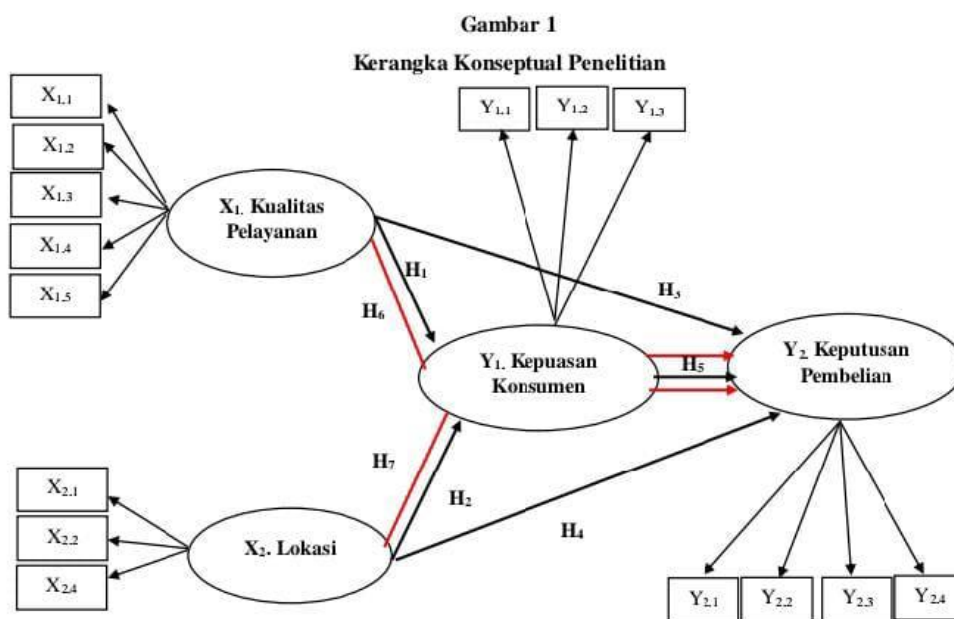 Gambar 1
Kerangka Konseptual Penelitian
X1.1
X1.2
X1.3
X1.4
X1.5
Y1.1
Y1.2
Y1.3
X1. Kualitas
Pelayanan
H1
H6
H3
Y1. Kepuasan
Konsumen
H5
Y2. Keputusan
Pembelian
H7
H2
H4
X2.1
X2.2
X2.4
X2. Lokasi
Y2.1
Y2.2
Y2.3
Y2.4